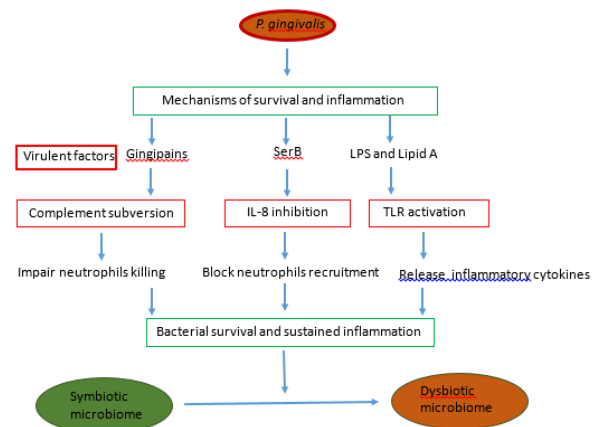 P. gingivalis
Mechanisms of survival and inflammation
Virulent factors Gingipains SerB LPS and Lipid A
Complement subversion IL-8 inhibition TLR activation
Impair neutrophils killing Block neutrophils recruitment Release inflammatory cytokines
Bacterial survival and sustained inflammation
Symbiotic
microbiome
Dysbiotic
microbiome